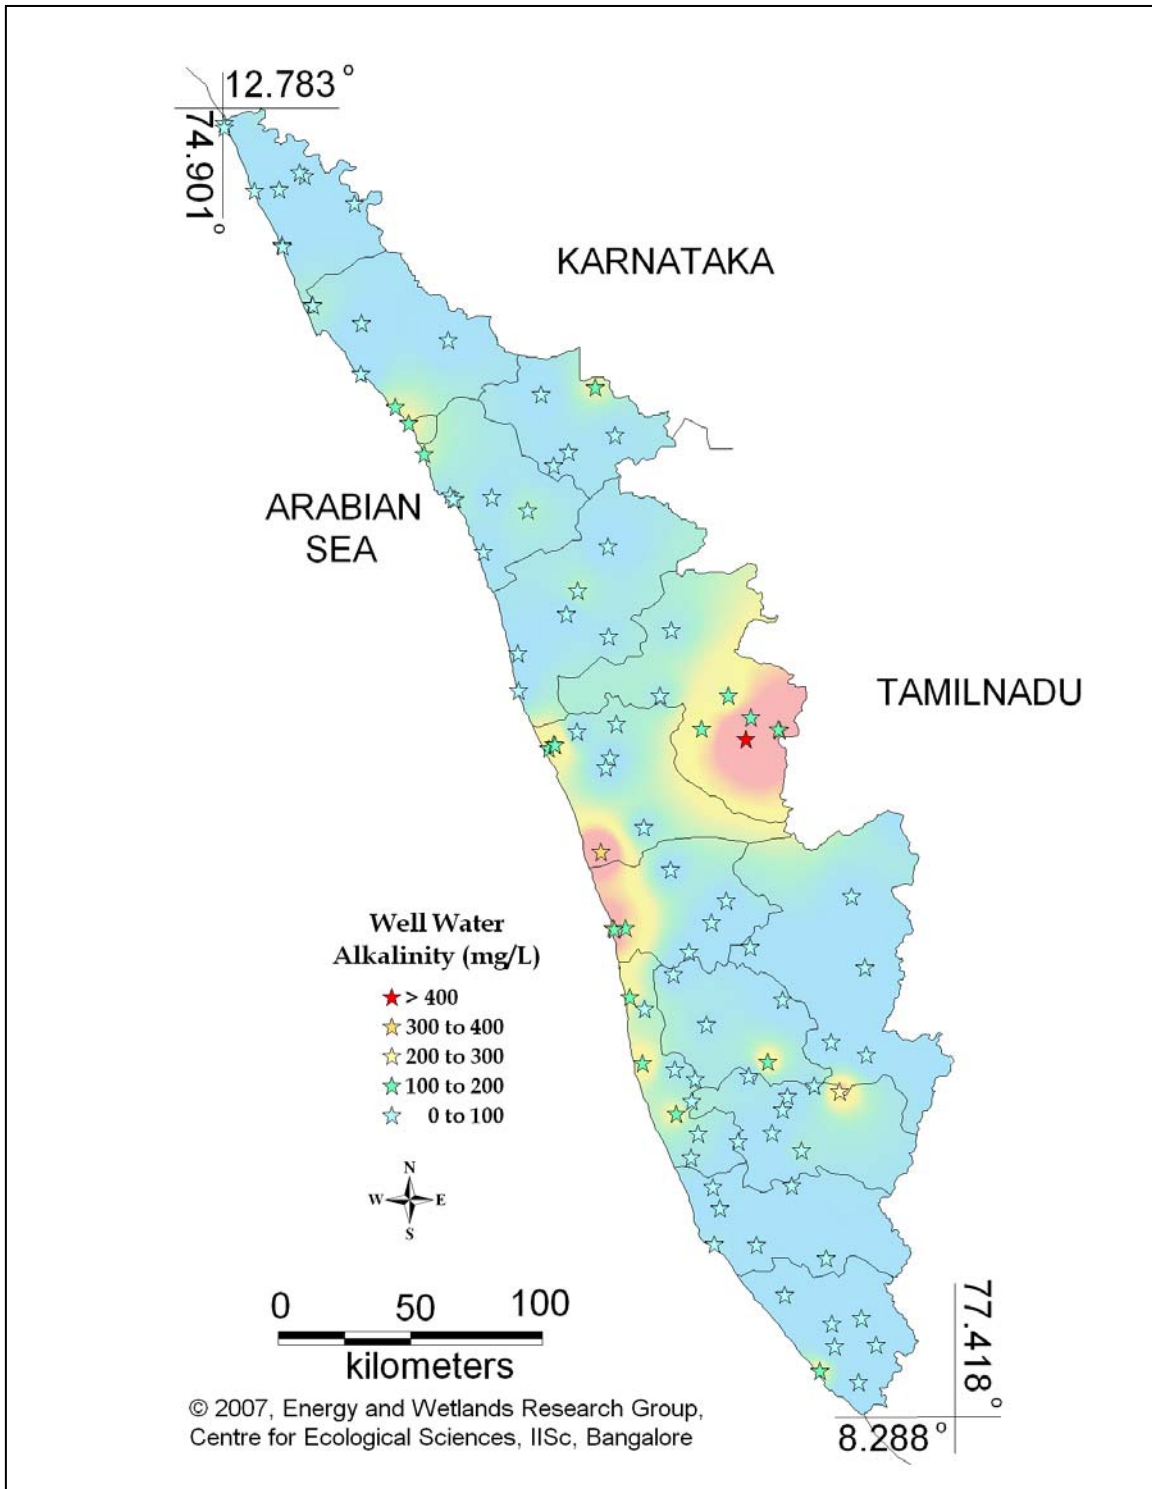 12.783 °
74.901°
KARNATAKA
ARABIAN
SEA
TAMILNADU
Well Water
Alkalinity (mg/L)
> 400
300 to 400
200 to 300
100 to 200
0 to 100
N
W E
S
0 50 100
kilometers
77.418 °
8.288 °
© 2007, Energy and Wetlands Research Group,
Centre for Ecological Sciences, IISc, Bangalore